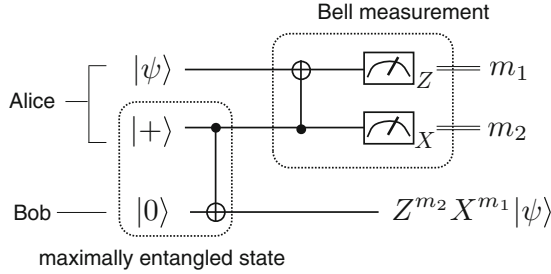 Bell measurement
|ψ⟩ Z m₁
Alice
|+⟩ X m₂
Bob |0⟩ Z^{m₂} X^{m₁}|ψ⟩
maximally entangled state